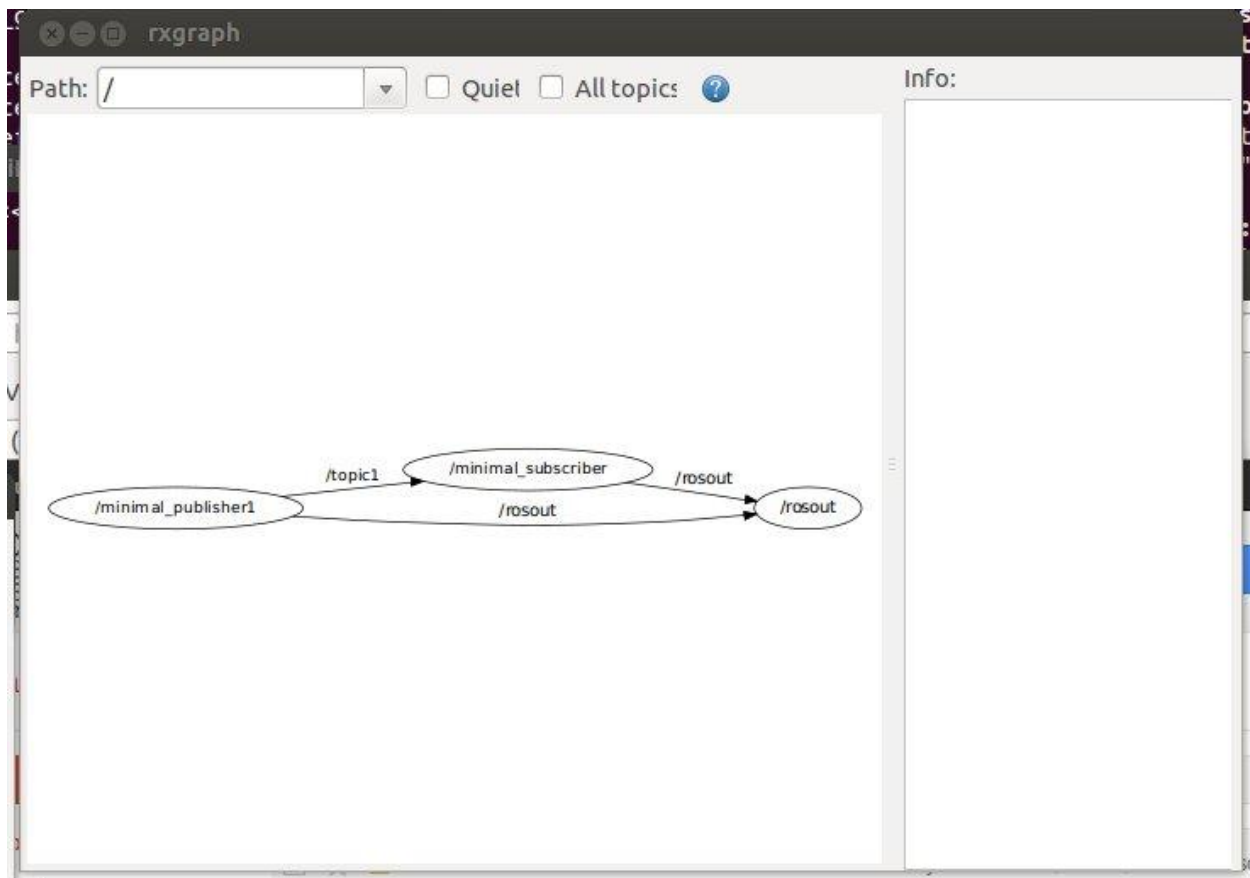 rxgraph
Path: / Quiet All topics ? Info:
/topic1 /minimal_subscriber /rosout
/minimal_publisher1 /rosout /rosout